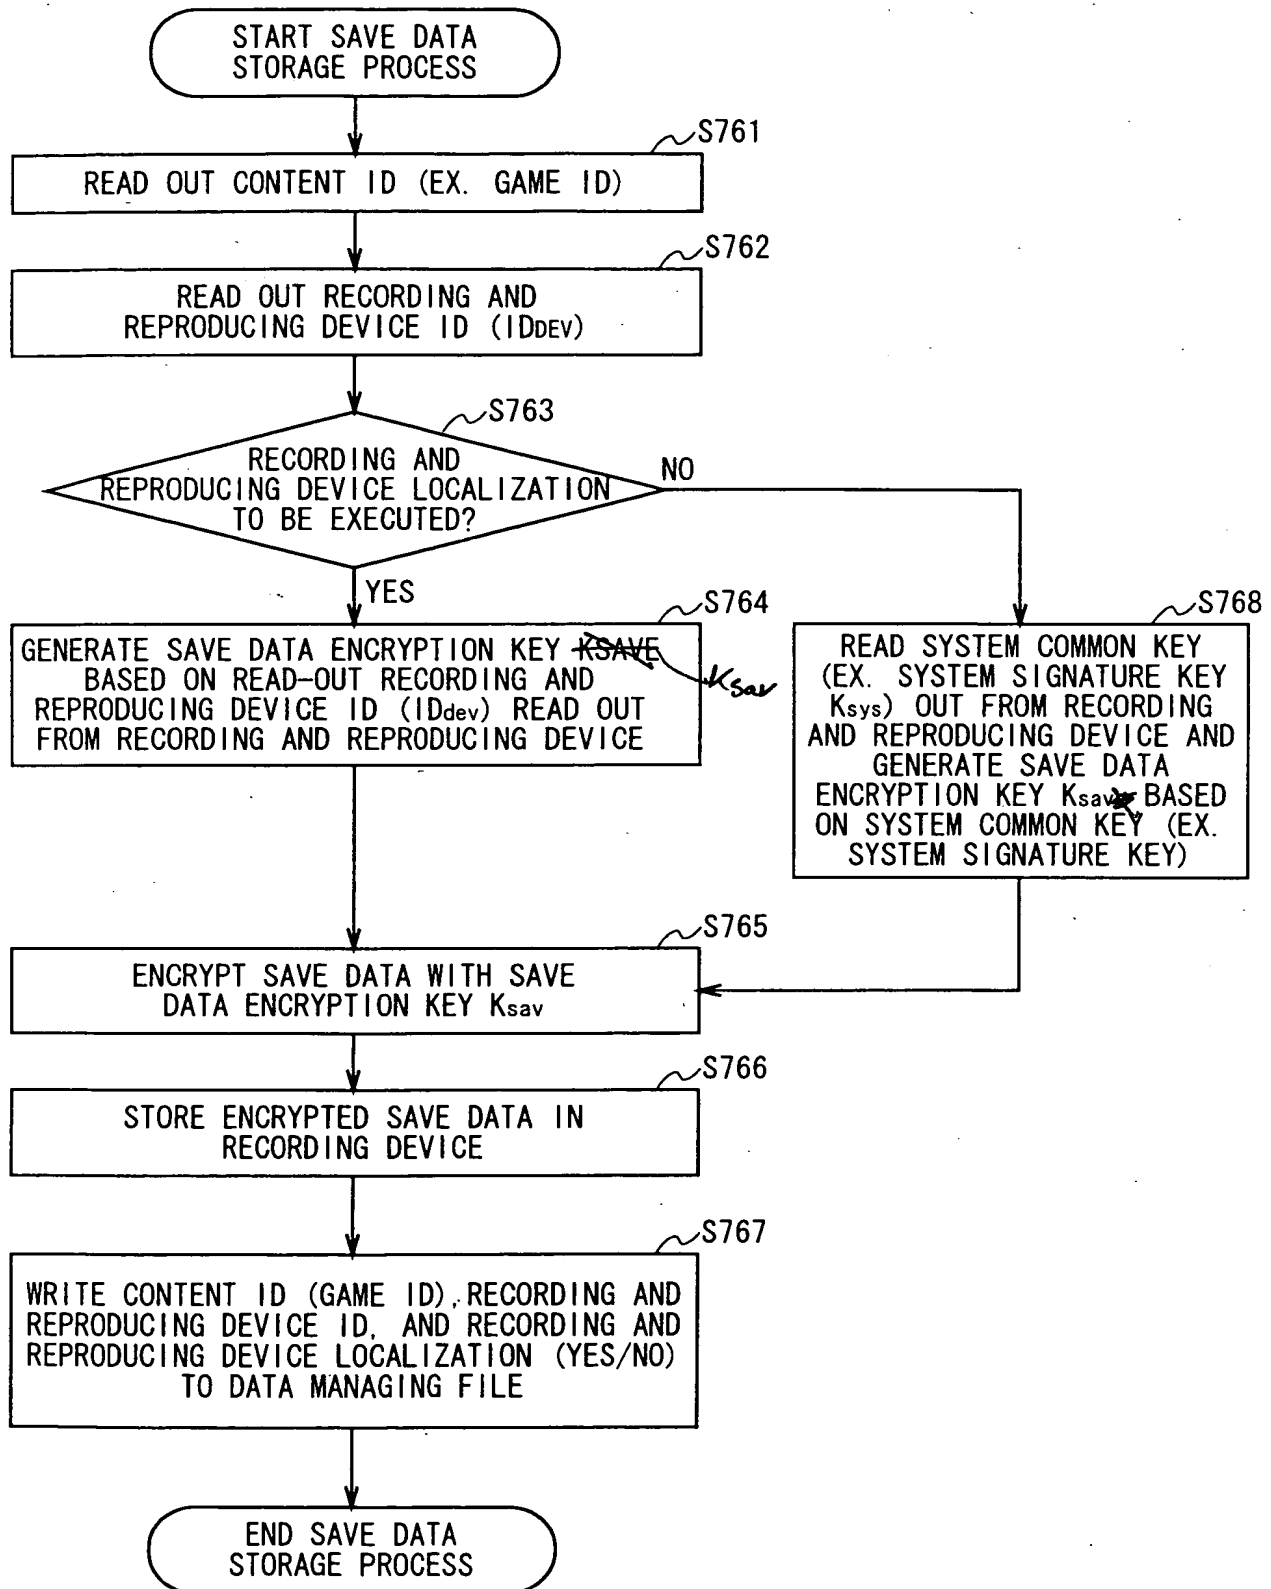 START SAVE DATA
STORAGE PROCESS
S761
READ OUT CONTENT ID (EX. GAME ID)
S762
READ OUT RECORDING AND
REPRODUCING DEVICE ID (IDDEV)
S763
RECORDING AND
REPRODUCING DEVICE LOCALIZATION
TO BE EXECUTED?
NO
YES
S764
GENERATE SAVE DATA ENCRYPTION KEY KSAVE
Ksav
BASED ON READ-OUT RECORDING AND
REPRODUCING DEVICE ID (IDdev) READ OUT
FROM RECORDING AND REPRODUCING DEVICE
S768
READ SYSTEM COMMON KEY
(EX. SYSTEM SIGNATURE KEY
Ksys) OUT FROM RECORDING
AND REPRODUCING DEVICE AND
GENERATE SAVE DATA
ENCRYPTION KEY Ksav BASED
ON SYSTEM COMMON KEY (EX.
SYSTEM SIGNATURE KEY)
S765
ENCRYPT SAVE DATA WITH SAVE
DATA ENCRYPTION KEY Ksav
S766
STORE ENCRYPTED SAVE DATA IN
RECORDING DEVICE
S767
WRITE CONTENT ID (GAME ID), RECORDING AND
REPRODUCING DEVICE ID, AND RECORDING AND
REPRODUCING DEVICE LOCALIZATION (YES/NO)
TO DATA MANAGING FILE
END SAVE DATA
STORAGE PROCESS